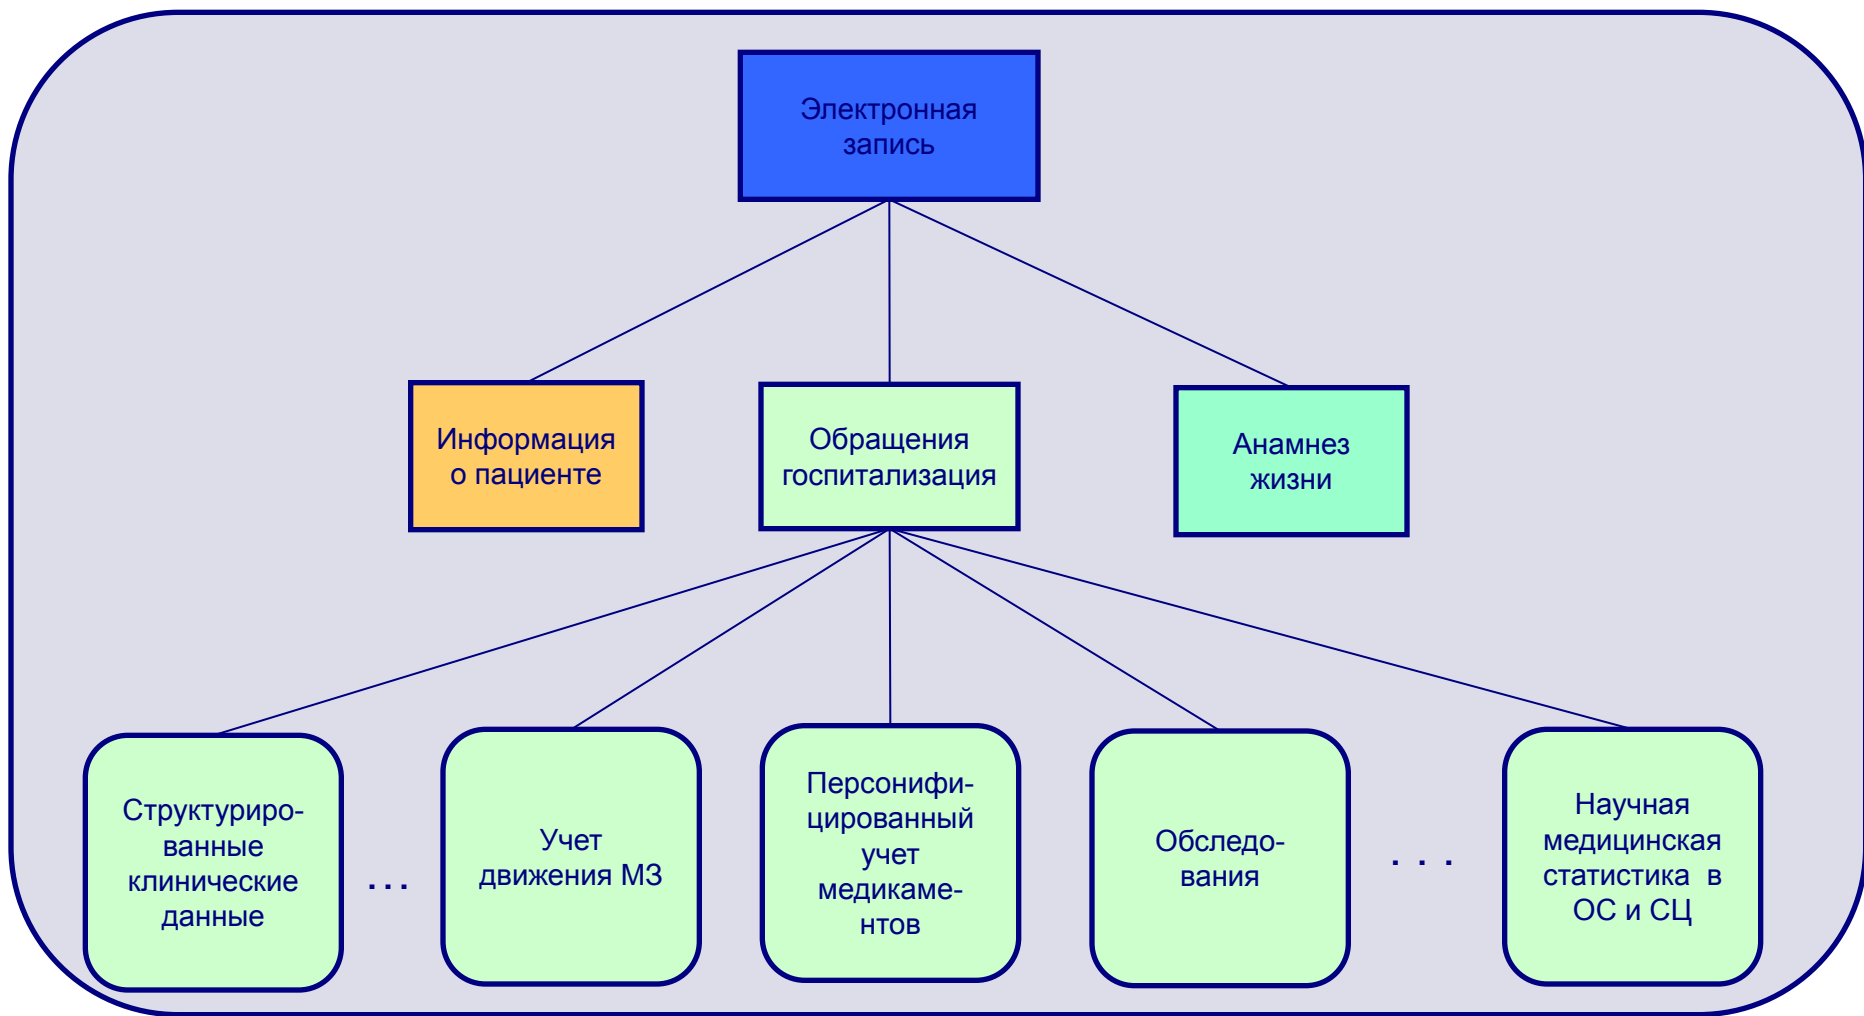 Электронная
запись
Информация
о пациенте
Обращения
госпитализация
Анамнез
жизни
Структуриро-
ванные
клинические
данные
...
Учет
движения МЗ
Персонифи-
цированный
учет
медикаме-
нтов
Обследо-
вания
. . .
Научная
медицинская
статистика в
ОС и СЦ